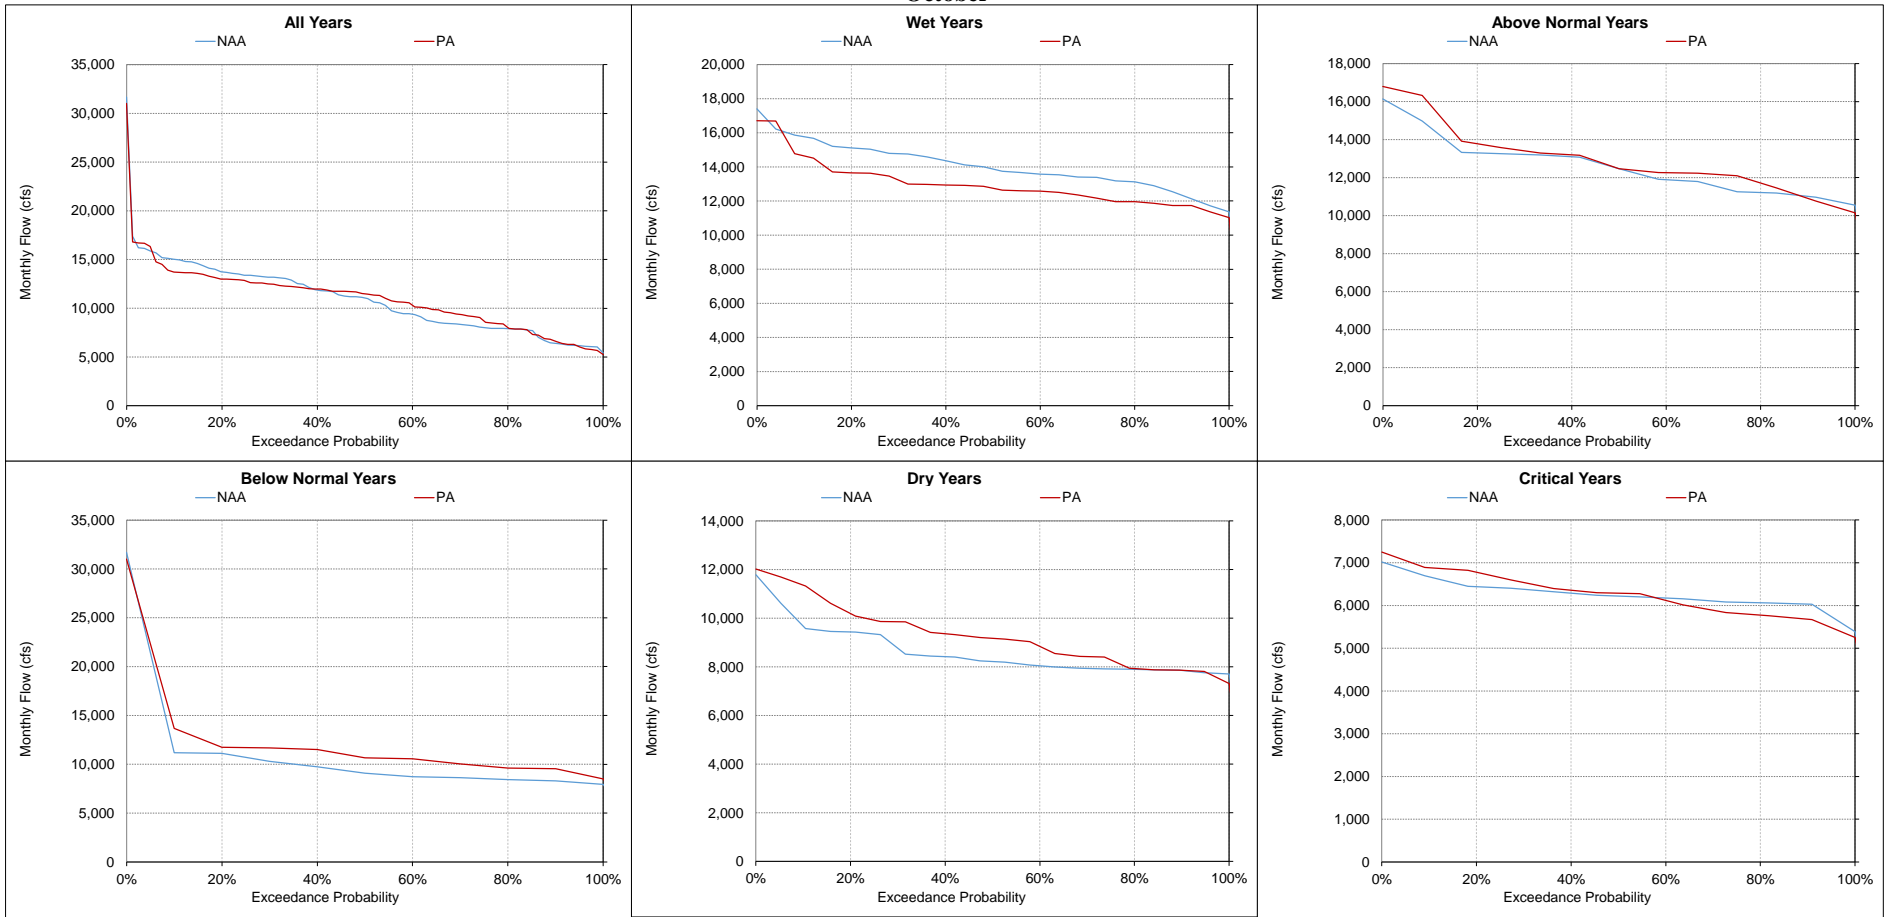 October
All Years
NAA PA
35,000
30,000
25,000
20,000
15,000
10,000
5,000
0
Monthly Flow (cfs)
0% 20% 40% 60% 80% 100%
Exceedance Probability
Wet Years
NAA PA
20,000
18,000
16,000
14,000
12,000
10,000
8,000
6,000
4,000
2,000
0
Monthly Flow (cfs)
0% 20% 40% 60% 80% 100%
Exceedance Probability
Above Normal Years
NAA PA
18,000
16,000
14,000
12,000
10,000
8,000
6,000
4,000
2,000
0
Monthly Flow (cfs)
0% 20% 40% 60% 80% 100%
Exceedance Probability
Below Normal Years
NAA PA
35,000
30,000
25,000
20,000
15,000
10,000
5,000
0
Monthly Flow (cfs)
0% 20% 40% 60% 80% 100%
Exceedance Probability
Dry Years
NAA PA
14,000
12,000
10,000
8,000
6,000
4,000
2,000
0
Monthly Flow (cfs)
0% 20% 40% 60% 80% 100%
Exceedance Probability
Critical Years
NAA PA
8,000
7,000
6,000
5,000
4,000
3,000
2,000
1,000
0
Monthly Flow (cfs)
0% 20% 40% 60% 80% 100%
Exceedance Probability